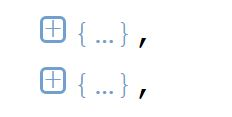 { ... } ,
{ ... } ,